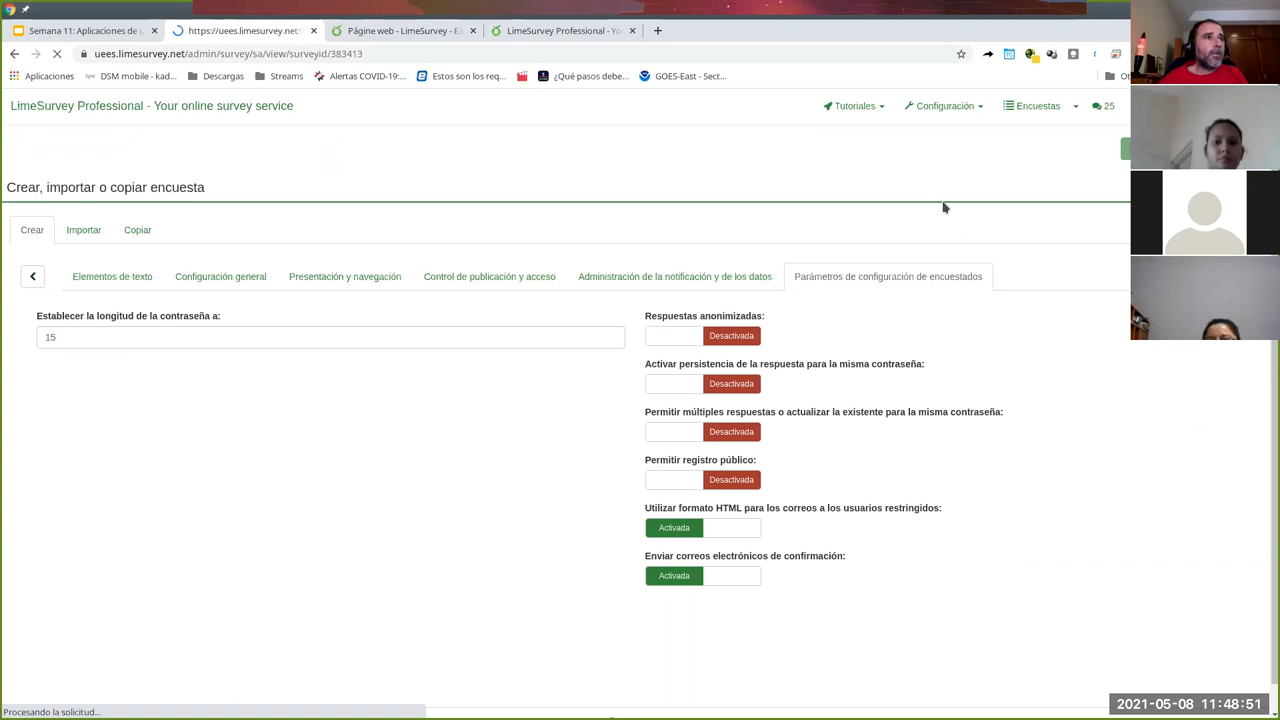 Semana 11: Aplicaciones de u
https://uees.limesurvey.net/
Página web - LimeSurvey - Ea
LimeSurvey Professional - Yo
uees.limesurvey.net/admin/survey/sa/view/surveyid/383413
Aplicaciones
DSM mobile - kad...
Descargas
Streams
Alertas COVID-19:...
Estos son los req...
¿Qué pasos debe...
GOES-East - Sect...
Ot
LimeSurvey Professional - Your online survey service
Tutoriales
Configuración
Encuestas
25
Crear, importar o copiar encuesta
Crear
Importar
Copiar
Elementos de texto
Configuración general
Presentación y navegación
Control de publicación y acceso
Administración de la notificación y de los datos
Parámetros de configuración de encuestados
Establecer la longitud de la contraseña a:
15
Respuestas anonimizadas:
Desactivada
Activar persistencia de la respuesta para la misma contraseña:
Desactivada
Permitir múltiples respuestas o actualizar la existente para la misma contraseña:
Desactivada
Permitir registro público:
Desactivada
Utilizar formato HTML para los correos a los usuarios restringidos:
Activada
Enviar correos electrónicos de confirmación:
Activada
Procesando la solicitud...
2021-05-08 11:48:51